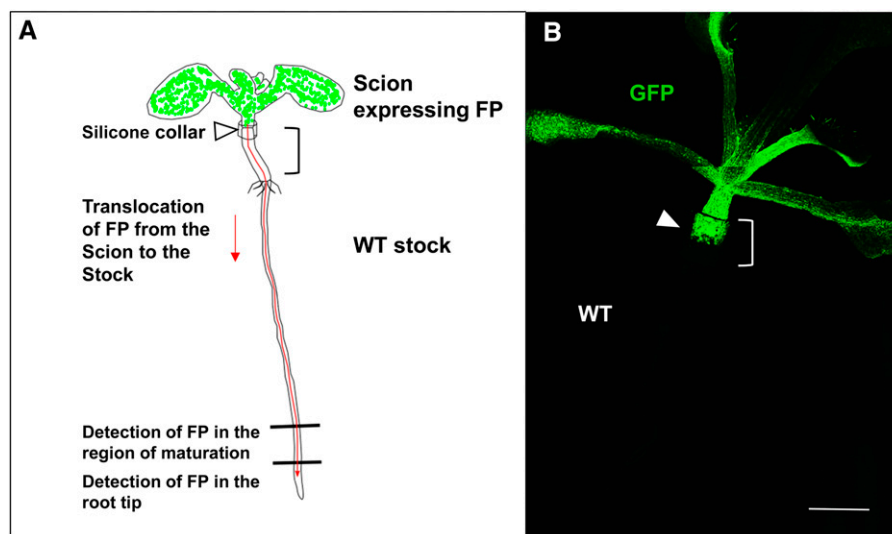 A
Scion
expressing FP
Silicone collar
Translocation
of FP from the
Scion to the
Stock
WT stock
Detection of FP in the
region of maturation
Detection of FP in the
root tip
B
GFP
WT